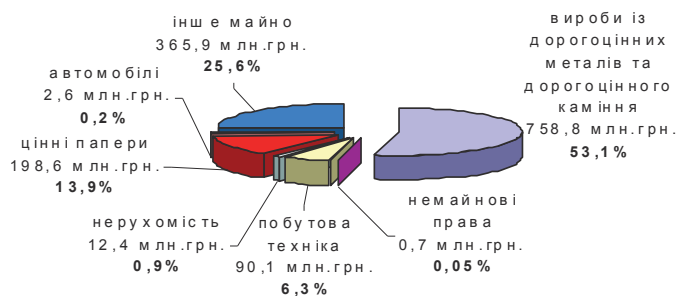 інше майно
365,9 млн.грн.
25,6%
вироби із
дорогоцінних
металів та
дорогоцінного
каміння
758,8 млн.грн.
53,1%
автомобілі
2,6 млн.грн.
0,2%
цінні папери
198,6 млн.грн.
13,9%
нерухомість
12,4 млн.грн.
0,9%
побутова
техніка
90,1 млн.грн.
6,3%
немайнові
права
0,7 млн.грн.
0,05%